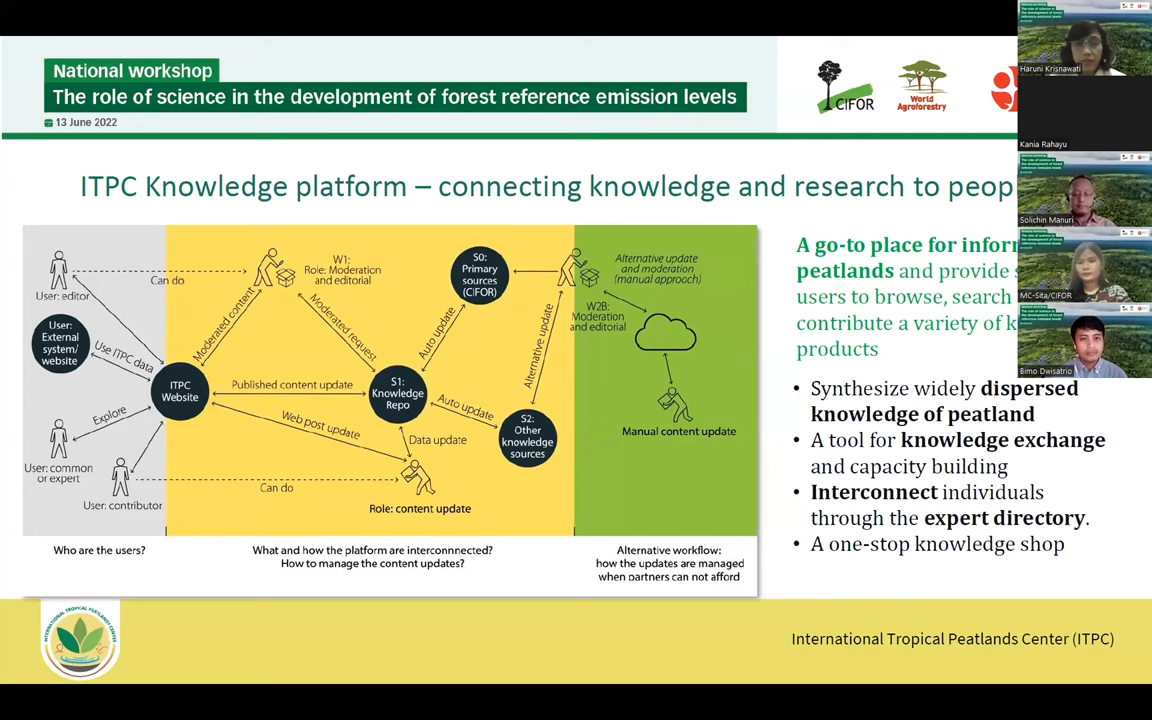 National workshop
The role of science in the development of forest reference emission levels
13 June 2022
CIFOR
World
Agroforestry
Haruni Krisnawati
Kania Rahayu
Solichin Manuri
MC-Sita/CIFOR
Bimo Dwisatrio
ITPC Knowledge platform – connecting knowledge and research to peop
User: editor
Can do
W1:
Role: Moderation
and editorial
S0:
Primary
sources
(CIFOR)
Alternative update
and moderation
(manual approach)
W2B:
Moderation
and editorial
User:
External
system/
website
Use ITPC data
Moderated content
Moderated request
Auto update
Alternative update
ITPC
Website
Published content update
S1:
Knowledge
Repo
Auto update
S2:
Other
knowledge
sources
Manual content update
Explore
Web post update
Data update
User: common
or expert
User: contributor
Can do
Role: content update
Who are the users?
What and how the platform are interconnnected?
How to manage the content updates?
Alternative workflow:
how the updates are managed
when partners can not afford
A go-to place for infor
peatlands and provide
users to browse, search
contribute a variety of k
products
• Synthesize widely dispersed
knowledge of peatland
• A tool for knowledge exchange
and capacity building
• Interconnect individuals
through the expert directory.
• A one-stop knowledge shop
INTERNATIONAL TROPICAL PEATLANDS CENTER
International Tropical Peatlands Center (ITPC)